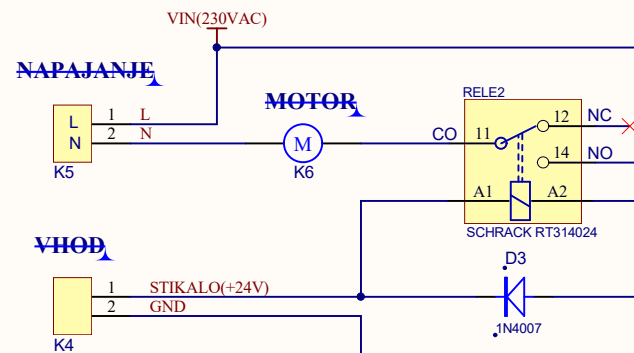 VIN(230VAC)
NAPAJANJE
MOTOR
RELE2
L 1 L
N 2 N
K5
M
K6
CO 11
12 NC
14 NO
A1 A2
SCHRACK RT314024
VHOD
D3
1 STIKALO(+24V)
2 GND
1N4007
K4